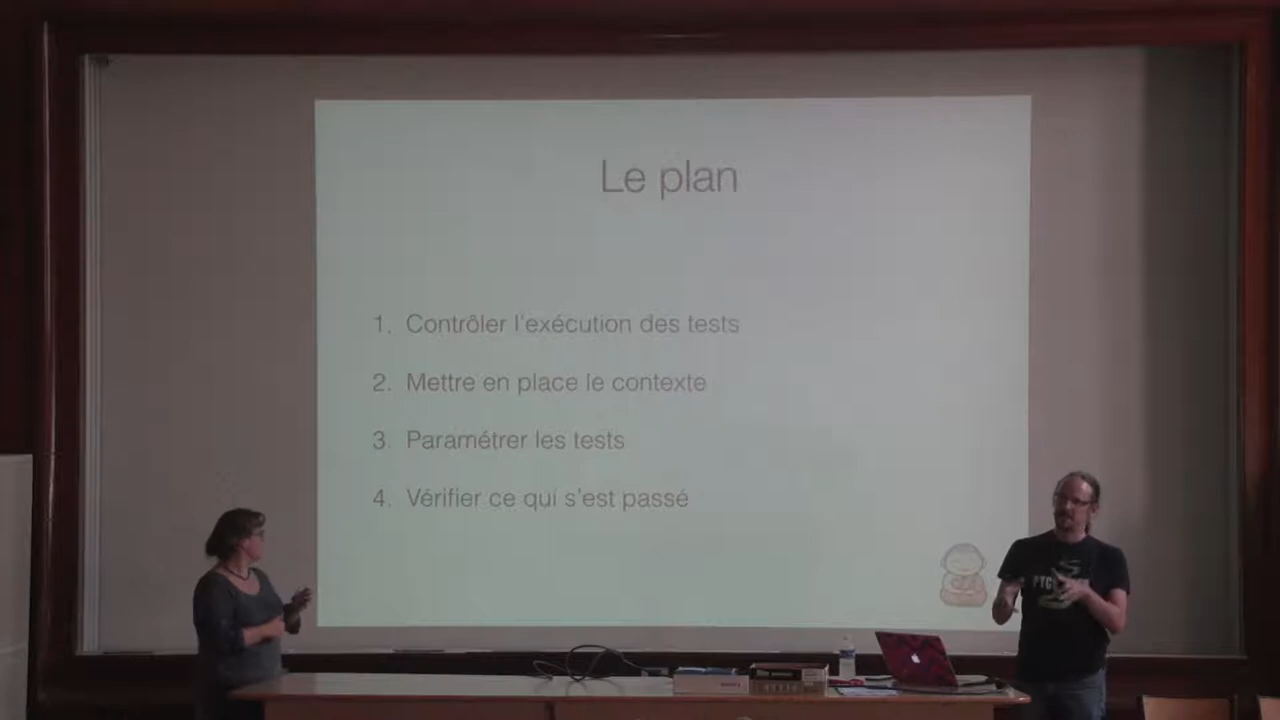 Le plan
1. Contrôler l'exécution des tests
2. Mettre en place le contexte
3. Paramétrer les tests
4. Vérifier ce qui s'est passé